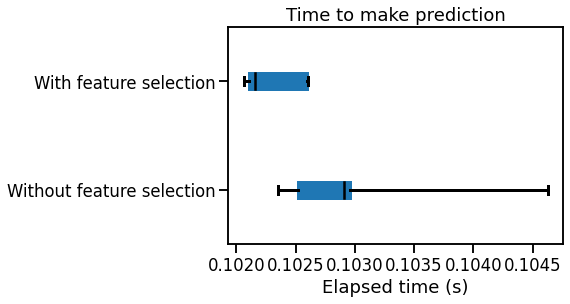 Time to make prediction
With feature selection
Without feature selection
0.1020 0.1025 0.1030 0.1035 0.1040 0.1045
Elapsed time (s)